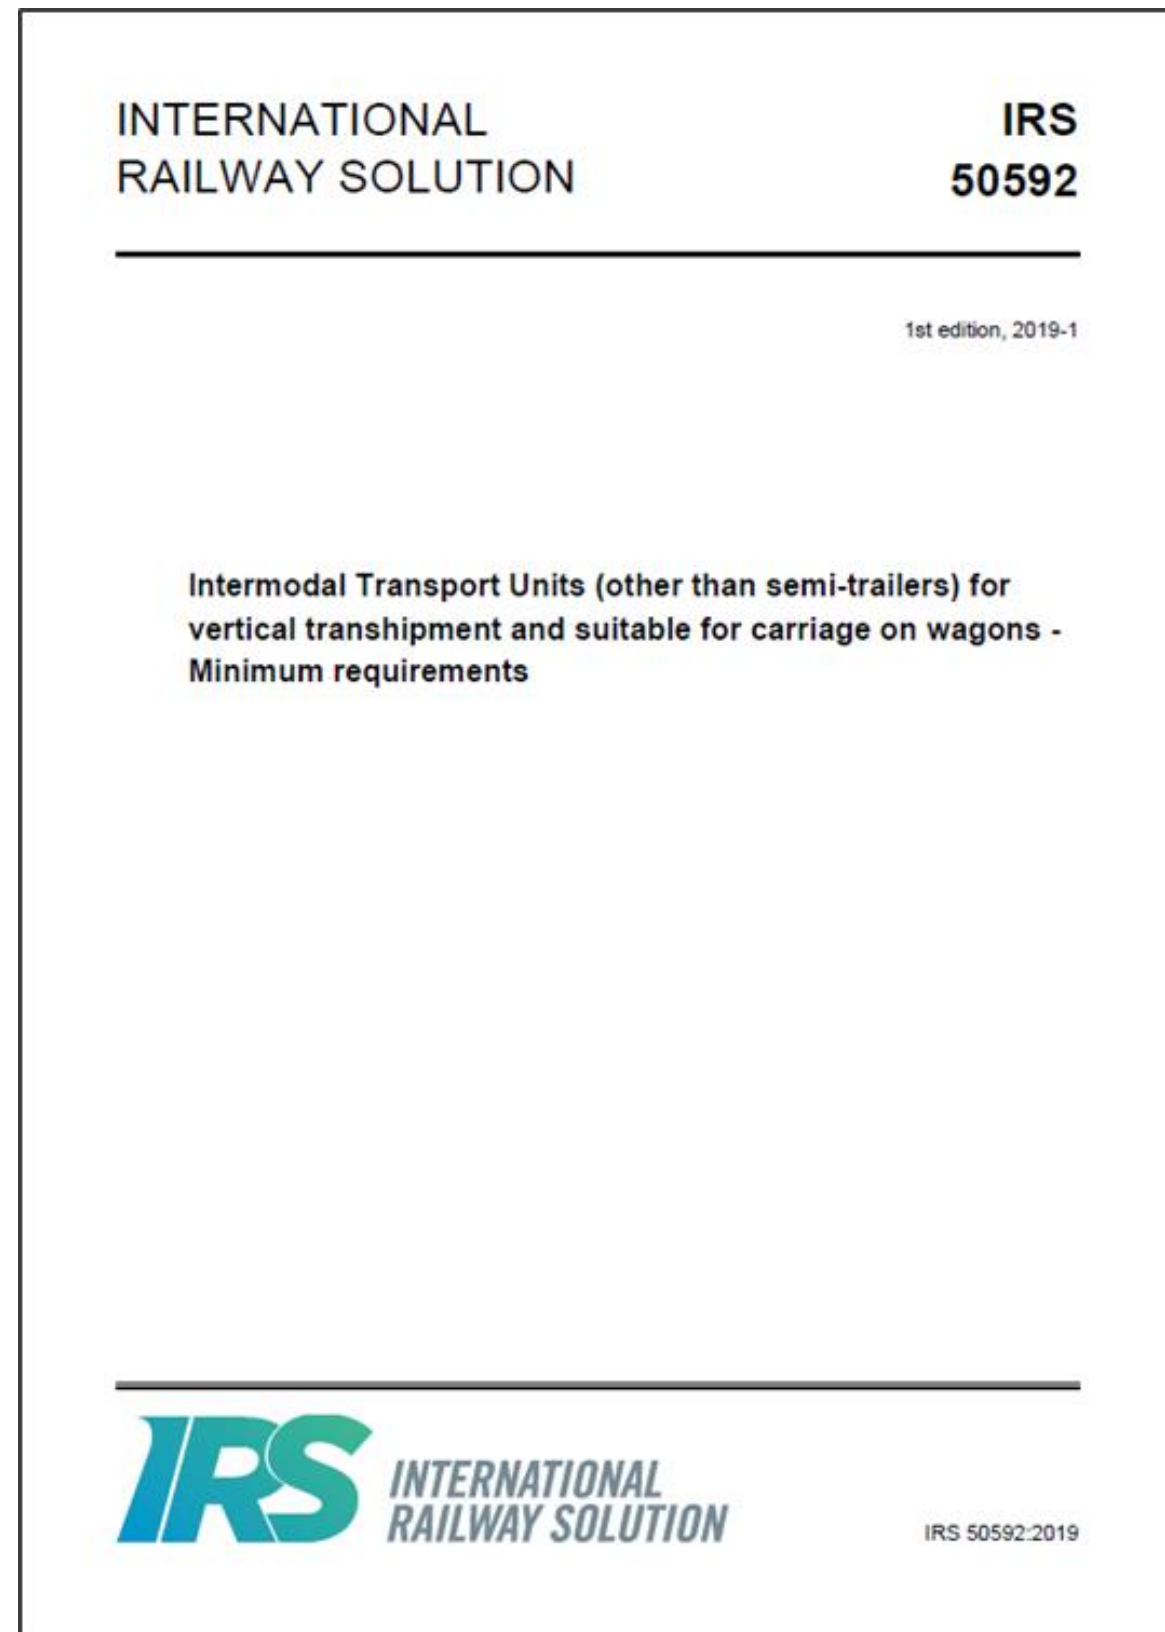 INTERNATIONAL
RAILWAY SOLUTION
IRS
50592
1st edition, 2019-1
Intermodal Transport Units (other than semi-trailers) for
vertical transhipment and suitable for carriage on wagons -
Minimum requirements
IRS
INTERNATIONAL
RAILWAY SOLUTION
IRS 50592:2019